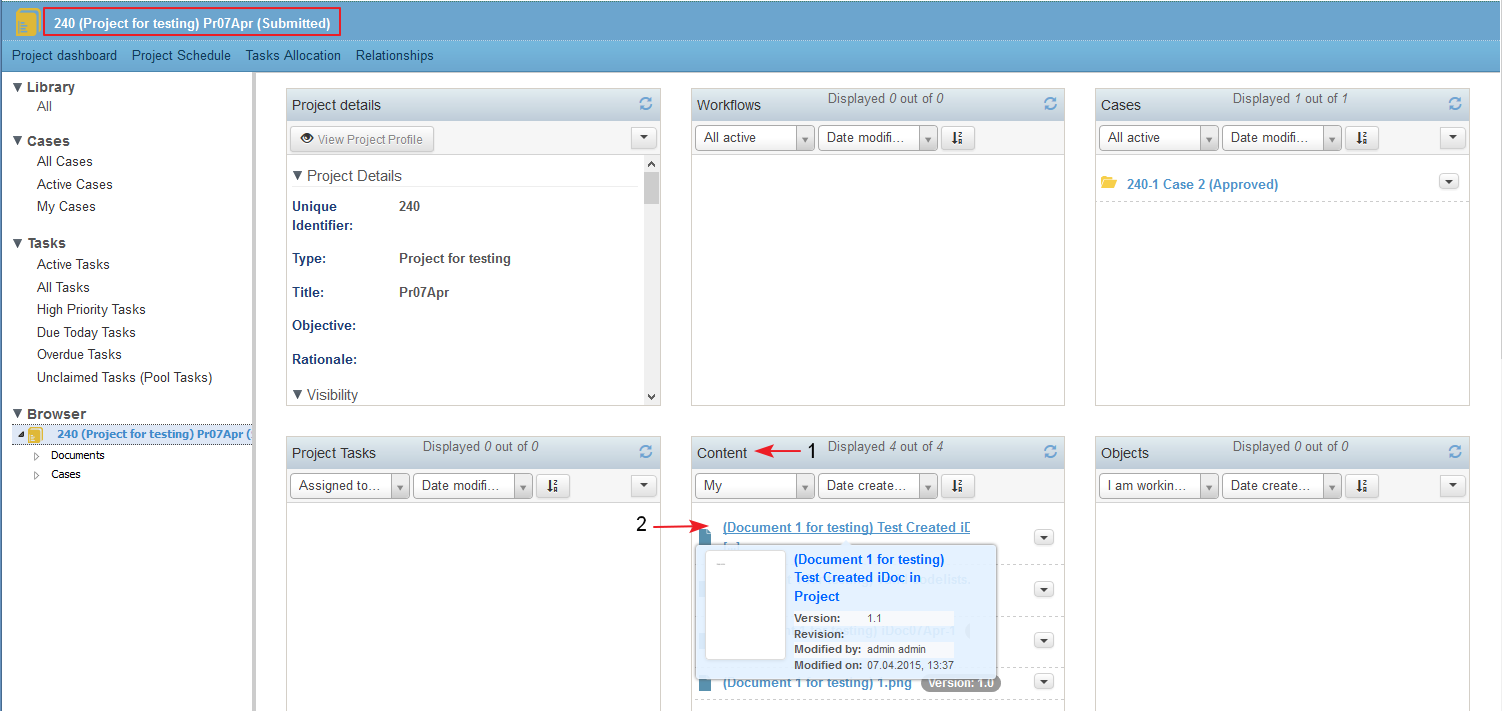 240 (Project for testing) Pr07Apr (Submitted)
Project dashboard Project Schedule Tasks Allocation Relationships
Library
All
Cases
All Cases
Active Cases
My Cases
Tasks
Active Tasks
All Tasks
High Priority Tasks
Due Today Tasks
Overdue Tasks
Unclaimed Tasks (Pool Tasks)
Browser
240 (Project for testing) Pr07Apr (
Documents
Cases
Project details
View Project Profile
Project Details
Unique Identifier: 240
Type: Project for testing
Title: Pr07Apr
Objective:
Rationale:
Visibility
Workflows Displayed 0 out of 0
All active Date modifi...
Cases Displayed 1 out of 1
All active Date modifi...
240-1 Case 2 (Approved)
Project Tasks Displayed 0 out of 0
Assigned to... Date modifi...
Content 1 Displayed 4 out of 4
My Date create...
2 (Document 1 for testing) Test Created iD
(Document 1 for testing)
Test Created iDoc in
Project
Version: 1.1
Revision:
Modified by: admin admin
Modified on: 07.04.2015, 13:37
(Document 1 for testing) 1.png Version: 1.0
Objects Displayed 0 out of 0
I am workin... Date create...